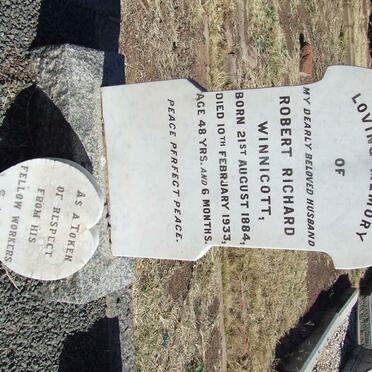 LOVING MEMORY
OF
MY DEARLY BELOVED HUSBAND
ROBERT RICHARD
WINNICOTT,
BORN 21ST AUGUST 1884,
DIED 10TH FEBRUARY 1933,
AGE 48 YRS. AND 6 MONTHS.
PEACE PERFECT PEACE.
AS A TOKEN
OF RESPECT
FROM HIS
FELLOW WORKERS